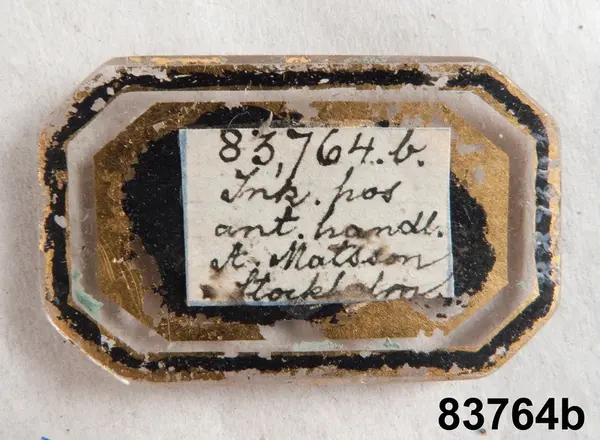 83,764.b.
Ink. pos
ant. handl.
A. Matsson
83764b